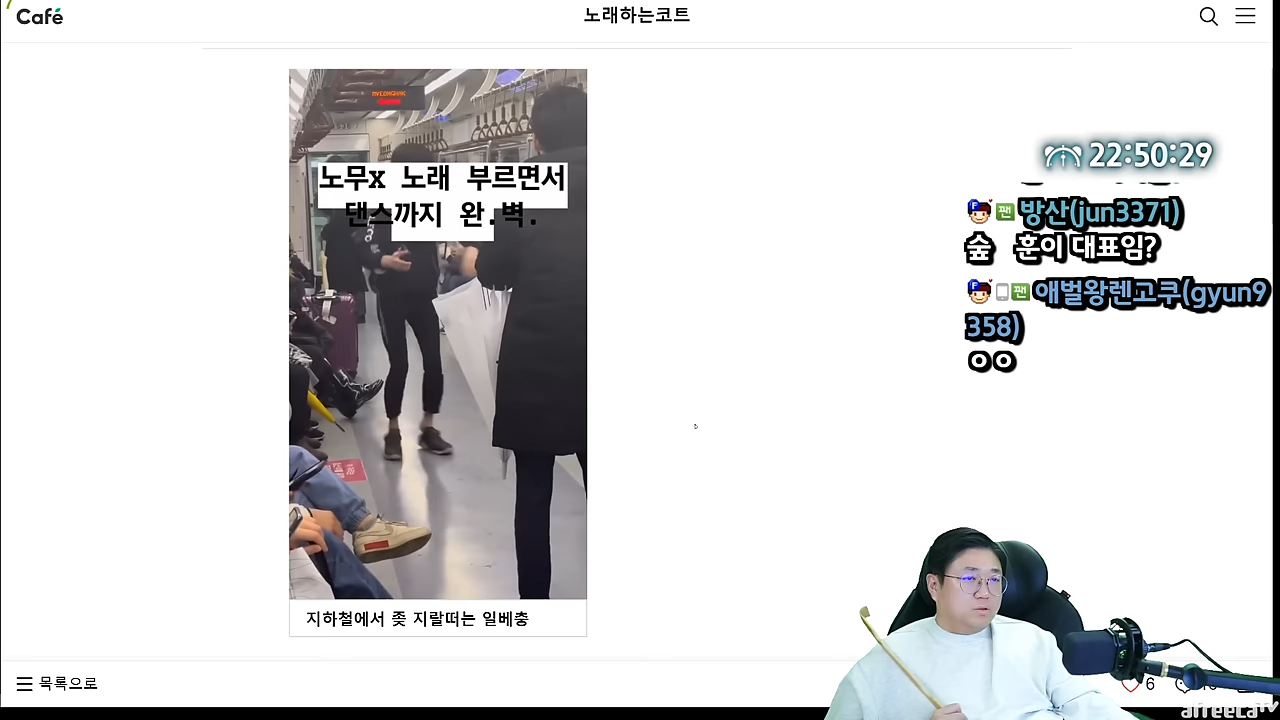 Café
노래하는코트
노무x 노래 부르면서
댄스까지 완.벽.
지하철에서 좆 지랄떠는 일베충
목록으로
22:50:29
F 팬 방산(jun3371)
숲 훈이 대표임?
F 팬 애벌왕렌고쿠(gyun9
358)
ㅇㅇ
6
afreecaTV